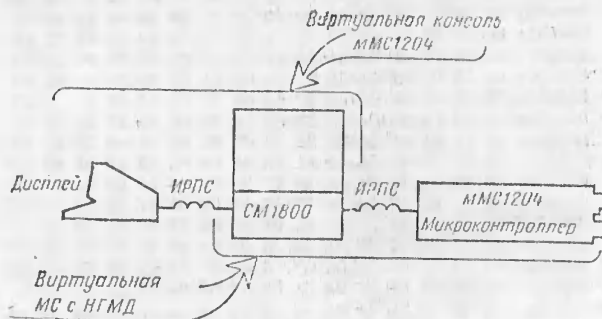 Виртуальная консоль
мМС1204
Дисплей
ИРПС
СМ1800
ИРПС
мМС1204
Микроконтроллер
Виртуальная
МС с НГМД